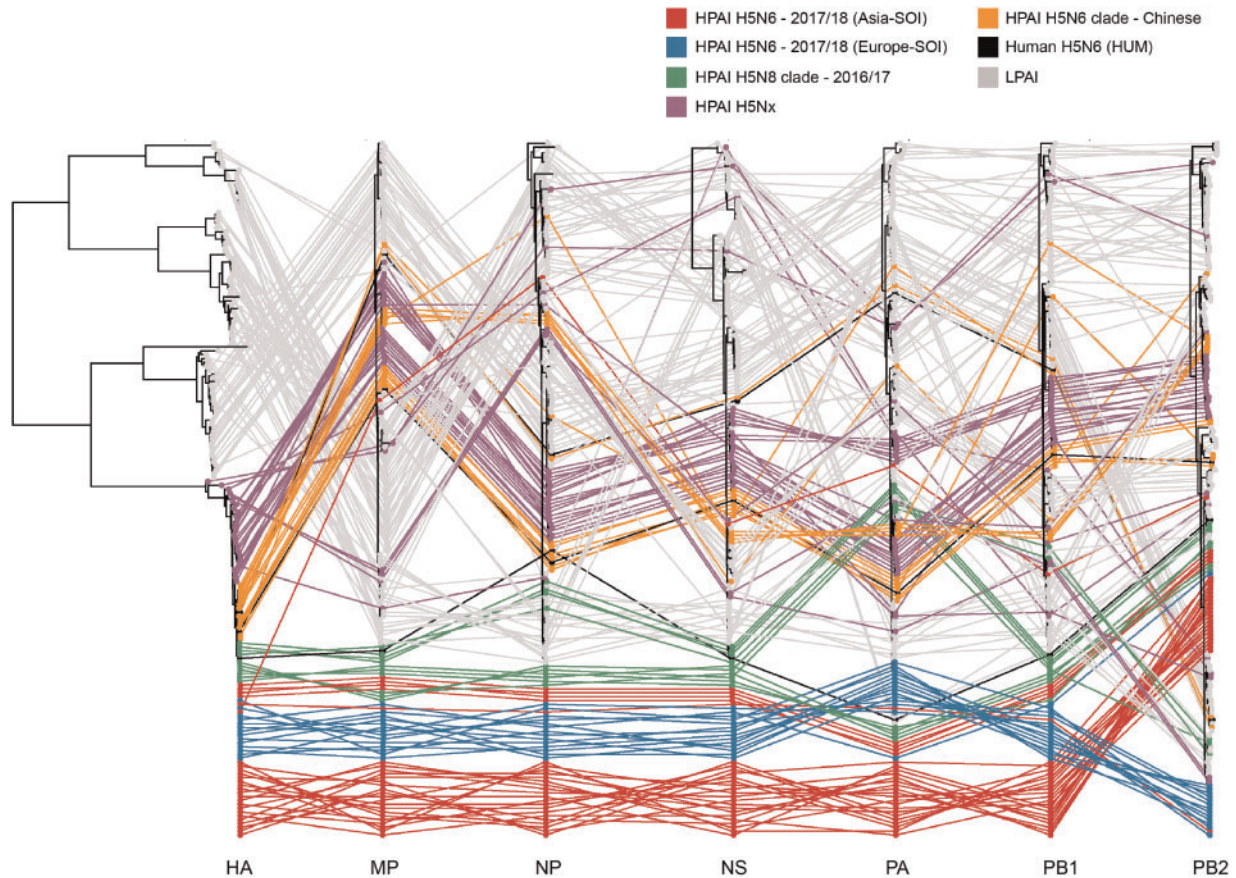 HPAI H5N6 - 2017/18 (Asia-SOI)
HPAI H5N6 - 2017/18 (Europe-SOI)
HPAI H5N8 clade - 2016/17
HPAI H5Nx
HPAI H5N6 clade - Chinese
Human H5N6 (HUM)
LPAI
HA MP NP NS PA PB1 PB2